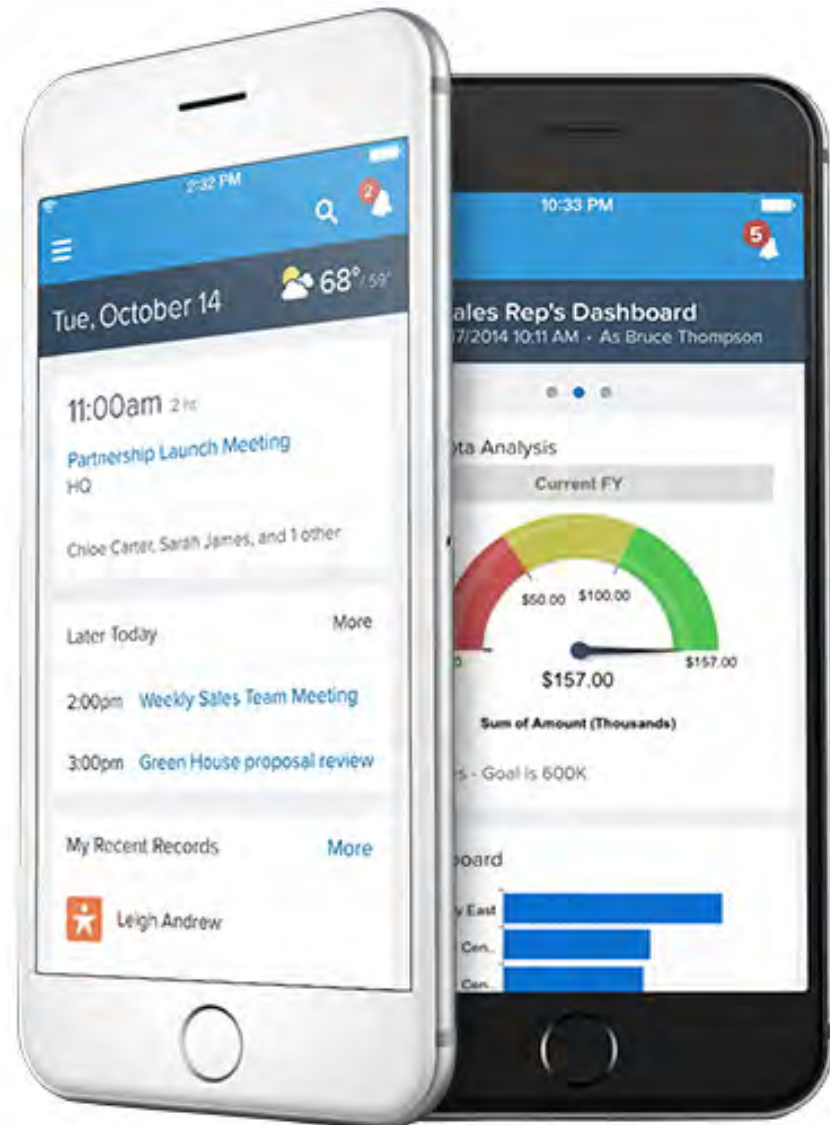 2:32 PM
2
Tue, October 14
68°/59°
11:00am 2 hr
Partnership Launch Meeting
HQ
Chloe Carter, Sarah James, and 1 other
Later Today
More
2:00pm Weekly Sales Team Meeting
3:00pm Green House proposal review
My Recent Records
More
Leigh Andrew
10:33 PM
5
ales Rep's Dashboard
17/2014 10:11 AM • As Bruce Thompson
ta Analysis
Current FY
$50.00 $100.00
0
$157.00
$157.00
Sum of Amount (Thousands)
s - Goal is 600K
board
y East
Cen..
Cen..